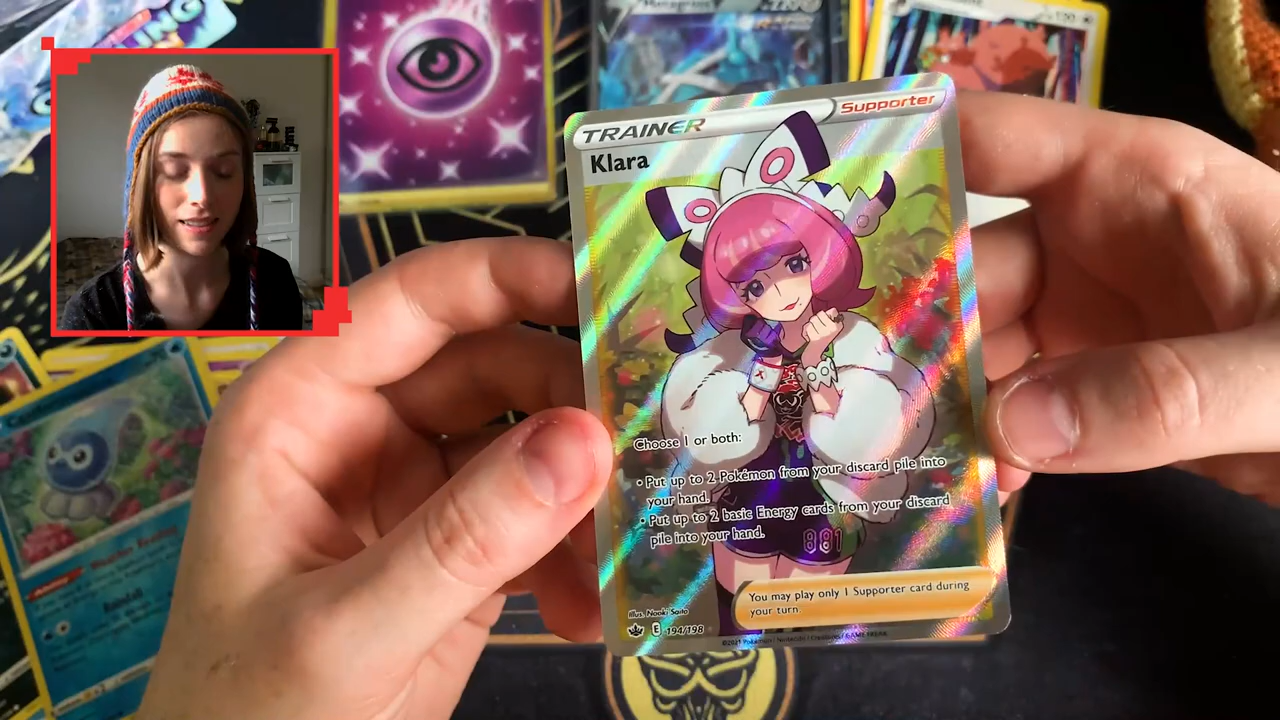 LING
TRAINER
Supporter
Klara
Choose 1 or both:
• Put up to 2 Pokémon from your discard pile into
your hand.
• Put up to 2 basic Energy cards from your discard
pile into your hand.
881
You may play only 1 Supporter card during
your turn.
Illus. Naoki Saito
E 194/198